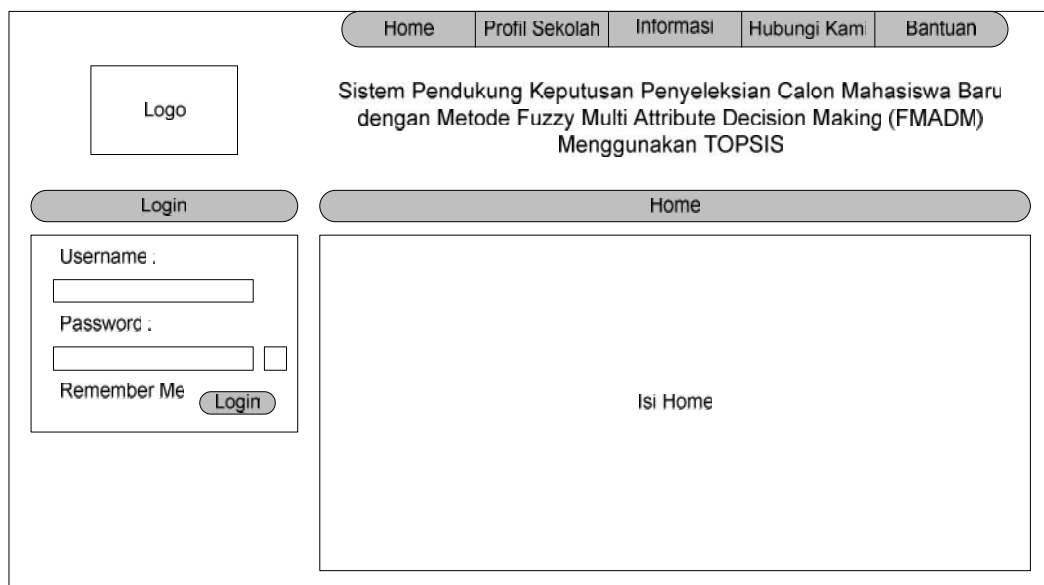 Home
Profil Sekolah
Informasi
Hubungi Kami
Bantuan
Logo
Sistem Pendukung Keputusan Penyeleksian Calon Mahasiswa Baru
dengan Metode Fuzzy Multi Attribute Decision Making (FMADM)
Menggunakan TOPSIS
Login
Home
Username :
Password :
Remember Me
Login
Isi Home